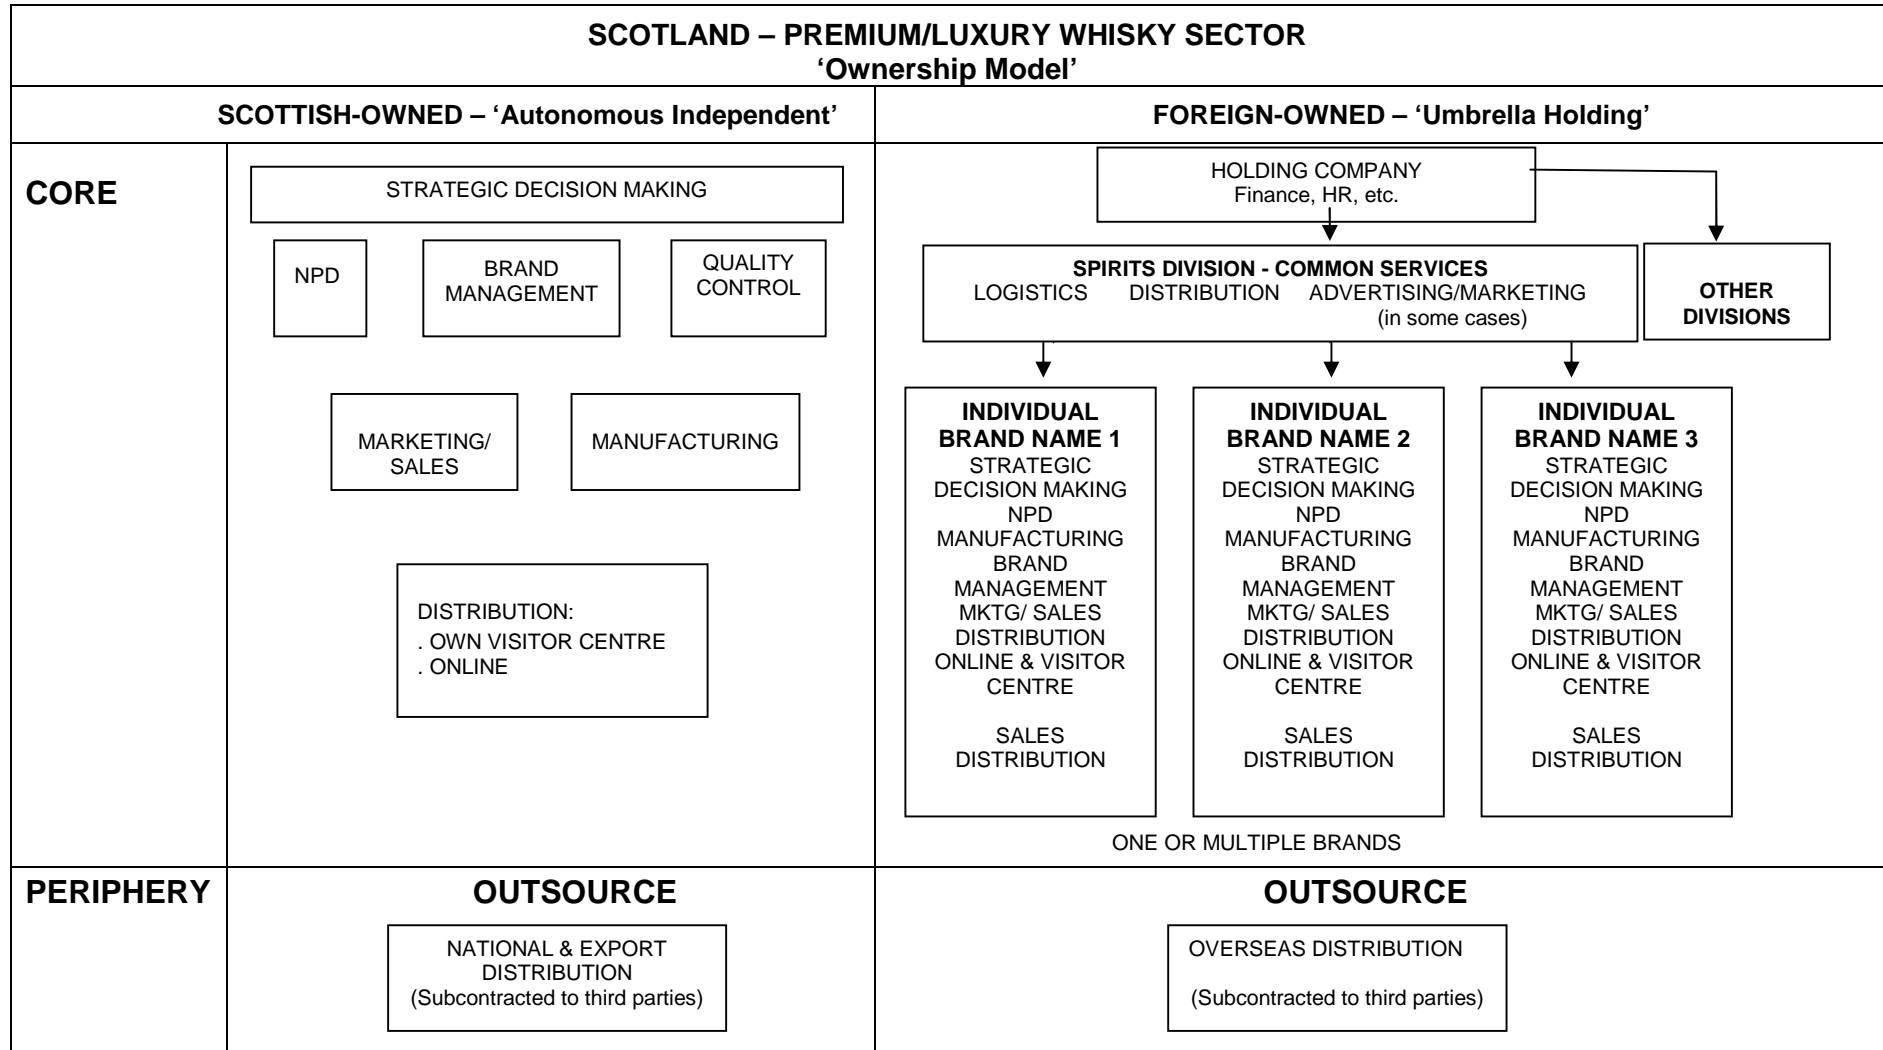 SCOTLAND – PREMIUM/LUXURY WHISKY SECTOR
‘Ownership Model’
SCOTTISH-OWNED – ‘Autonomous Independent’
FOREIGN-OWNED – ‘Umbrella Holding’
CORE
STRATEGIC DECISION MAKING
NPD
BRAND
MANAGEMENT
QUALITY
CONTROL
MARKETING/
SALES
MANUFACTURING
DISTRIBUTION:
. OWN VISITOR CENTRE
. ONLINE
HOLDING COMPANY
Finance, HR, etc.
SPIRITS DIVISION - COMMON SERVICES
LOGISTICS DISTRIBUTION ADVERTISING/MARKETING
(in some cases)
OTHER
DIVISIONS
INDIVIDUAL
BRAND NAME 1
STRATEGIC
DECISION MAKING
NPD
MANUFACTURING
BRAND
MANAGEMENT
MKTG/ SALES
DISTRIBUTION
ONLINE & VISITOR
CENTRE
SALES
DISTRIBUTION
INDIVIDUAL
BRAND NAME 2
STRATEGIC
DECISION MAKING
NPD
MANUFACTURING
BRAND
MANAGEMENT
MKTG/ SALES
DISTRIBUTION
ONLINE & VISITOR
CENTRE
SALES
DISTRIBUTION
INDIVIDUAL
BRAND NAME 3
STRATEGIC
DECISION MAKING
NPD
MANUFACTURING
BRAND
MANAGEMENT
MKTG/ SALES
DISTRIBUTION
ONLINE & VISITOR
CENTRE
SALES
DISTRIBUTION
ONE OR MULTIPLE BRANDS
PERIPHERY
OUTSOURCE
NATIONAL & EXPORT
DISTRIBUTION
(Subcontracted to third parties)
OUTSOURCE
OVERSEAS DISTRIBUTION
(Subcontracted to third parties)